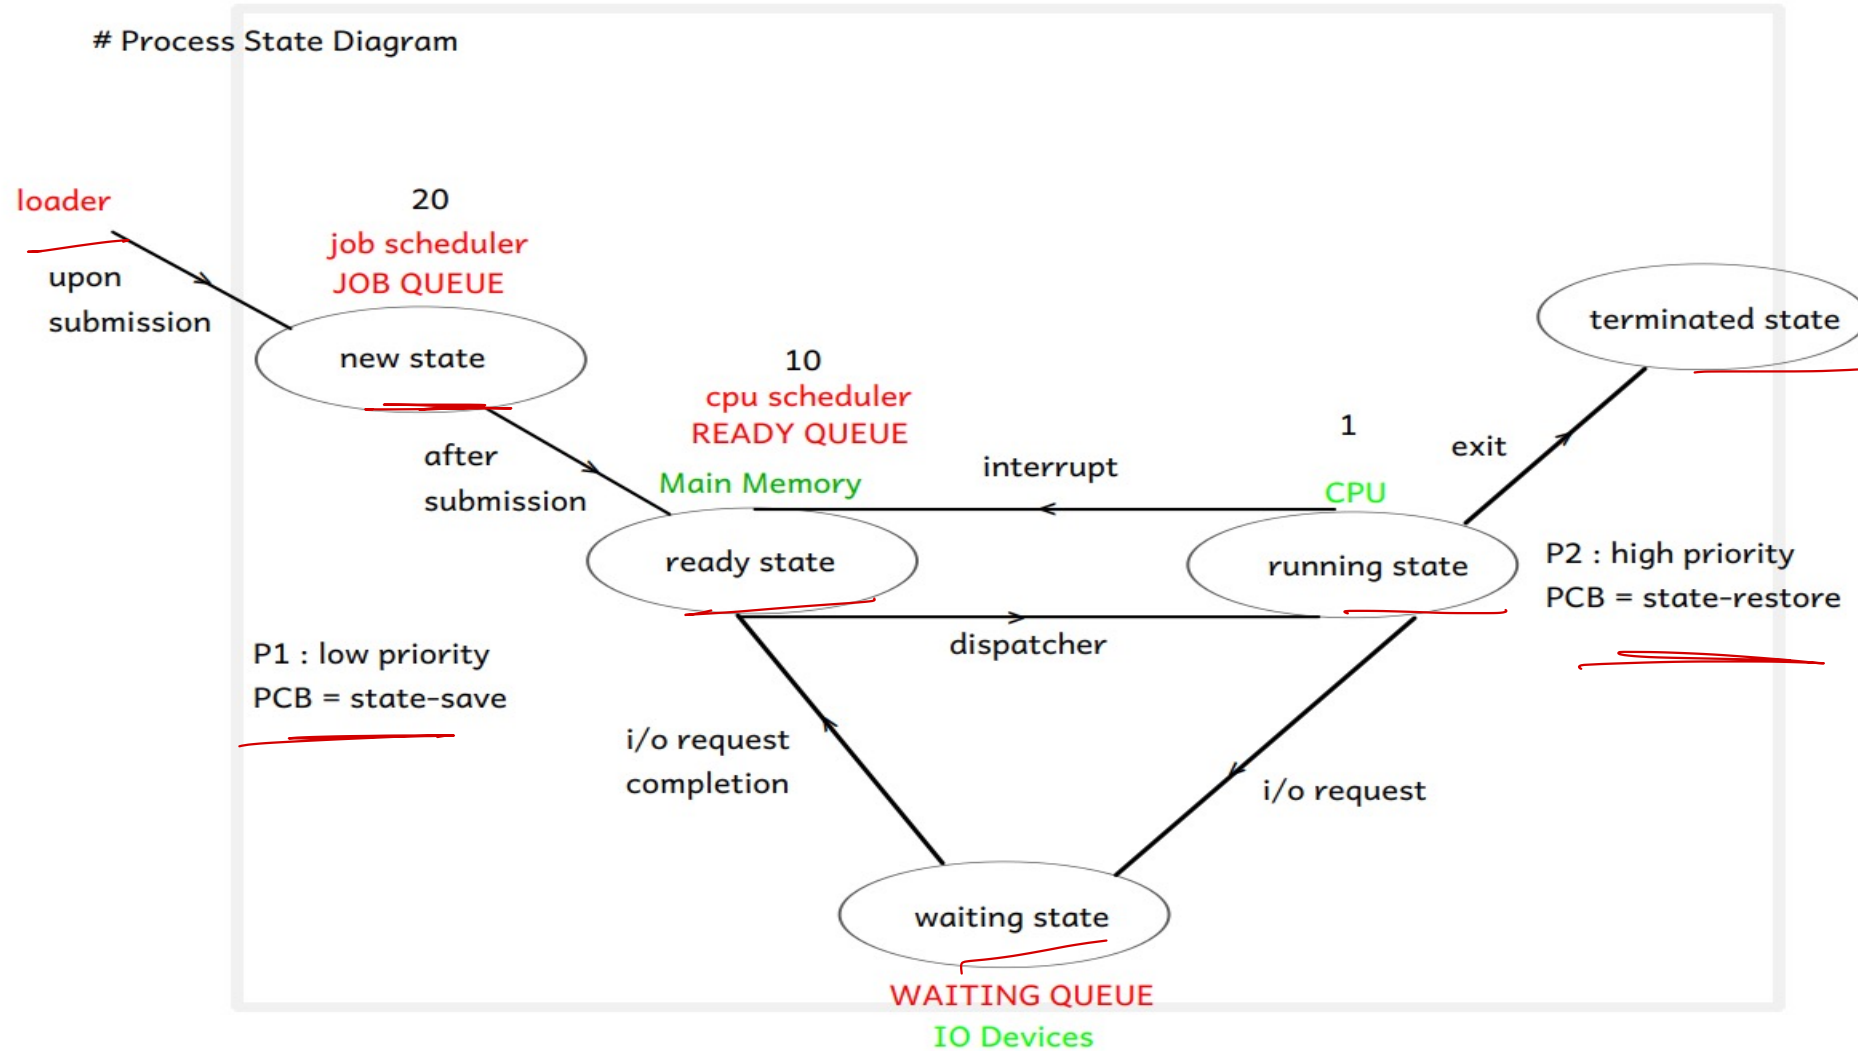 # Process State Diagram
loader
upon
submission
20
job scheduler
JOB QUEUE
new state
after
submission
10
cpu scheduler
READY QUEUE
Main Memory
ready state
interrupt
dispatcher
1
CPU
running state
exit
terminated state
P2 : high priority
PCB = state-restore
P1 : low priority
PCB = state-save
i/o request
completion
i/o request
waiting state
WAITING QUEUE
IO Devices